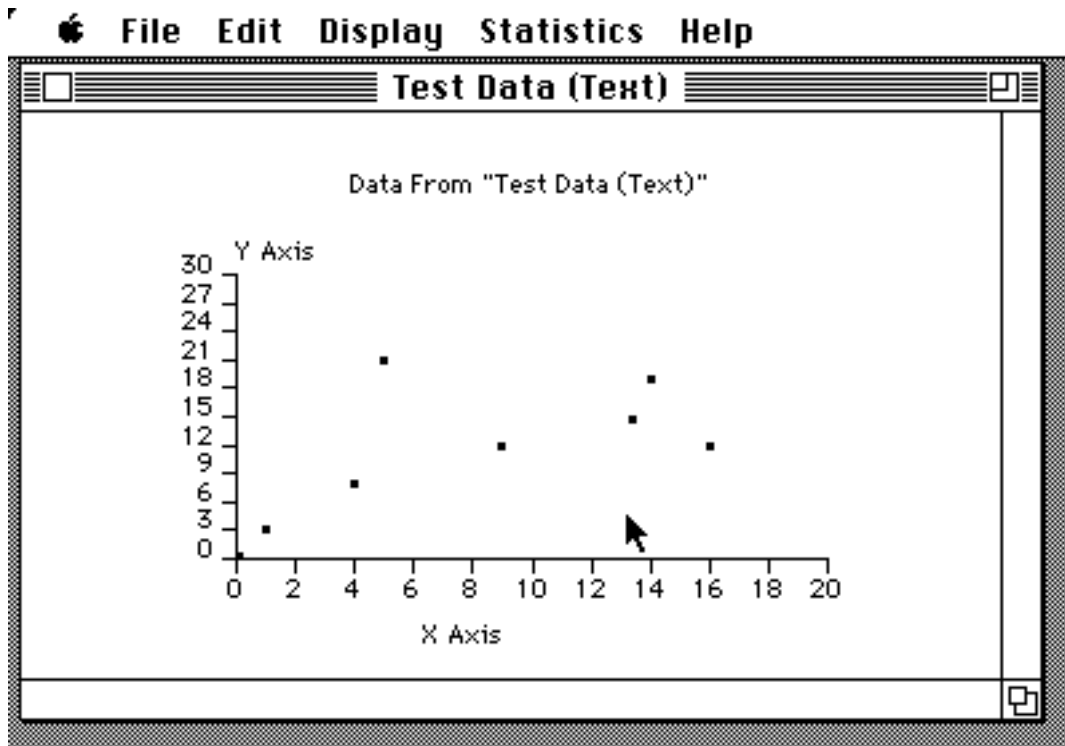 File Edit Display Statistics Help
Test Data (Text)
Data From "Test Data (Text)"
Y Axis
30
27
24
21
18
15
12
9
6
3
0
0 2 4 6 8 10 12 14 16 18 20
X Axis